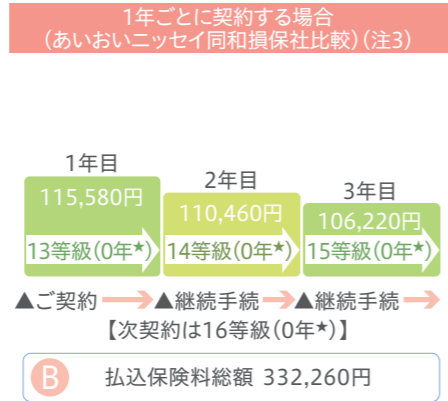 1年ごとに契約する場合
(あいおいニッセイ同和損保社比較)(注3)
1年目
115,580円
13等級(0年★)
2年目
110,460円
14等級(0年★)
3年目
106,220円
15等級(0年★)
▲ご契約 ▲継続手続 ▲継続手続
【次契約は16等級(0年★)】
B 払込保険料総額 332,260円